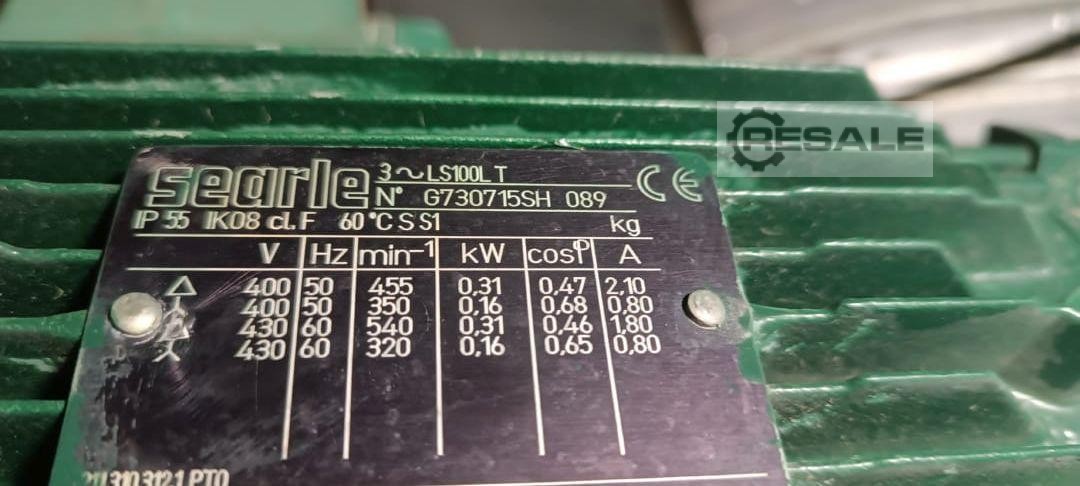 RESALE
searle 3~LS100L T
N° G730715SH 089
CE
IP 55 IK08 cl.F 60°C S S1 kg
V Hz min-1 kW cosφ A
Δ 400 50 455 0,31 0,47 2,10
400 50 350 0,16 0,68 0,80
430 60 540 0,31 0,46 1,80
430 60 320 0,16 0,65 0,80